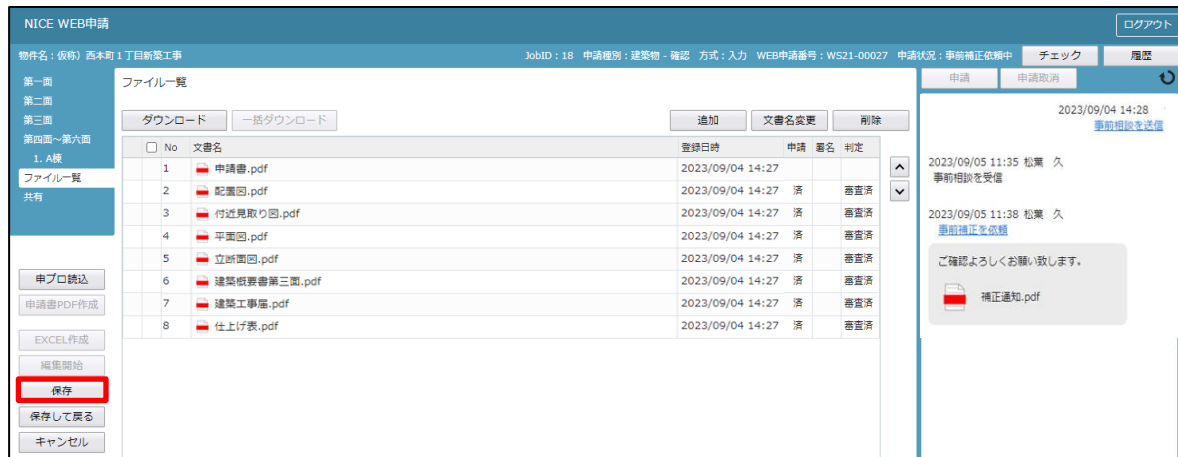 NICE WEB申請
ログアウト
物件名：仮称）西本町１丁目新築工事
JobID：18 申請種別：建築物 - 確認 方式：入力 WEB申請番号：WS21-00027 申請状況：事前補正依頼中
チェック
履歴
第一面
第二面
第三面
第四面～第六面
1. A棟
ファイル一覧
共有
申プロ読込
申請書PDF作成
EXCEL作成
編集開始
保存
保存して戻る
キャンセル
ファイル一覧
ダウンロード 一括ダウンロード 追加 文書名変更 削除
No 文書名 登録日時 申請 署名 判定
1 申請書.pdf 2023/09/04 14:27
2 配置図.pdf 2023/09/04 14:27 済 審査済
3 付近見取り図.pdf 2023/09/04 14:27 済 審査済
4 平面図.pdf 2023/09/04 14:27 済 審査済
5 立断面図.pdf 2023/09/04 14:27 済 審査済
6 建築概要書第三面.pdf 2023/09/04 14:27 済 審査済
7 建築工事届.pdf 2023/09/04 14:27 済 審査済
8 仕上げ表.pdf 2023/09/04 14:27 済 審査済
申請 申請取消
2023/09/04 14:28
事前相談を送信
2023/09/05 11:35 松葉 久
事前相談を受信
2023/09/05 11:38 松葉 久
事前補正を依頼
ご確認よろしくお願い致します。
補正通知.pdf